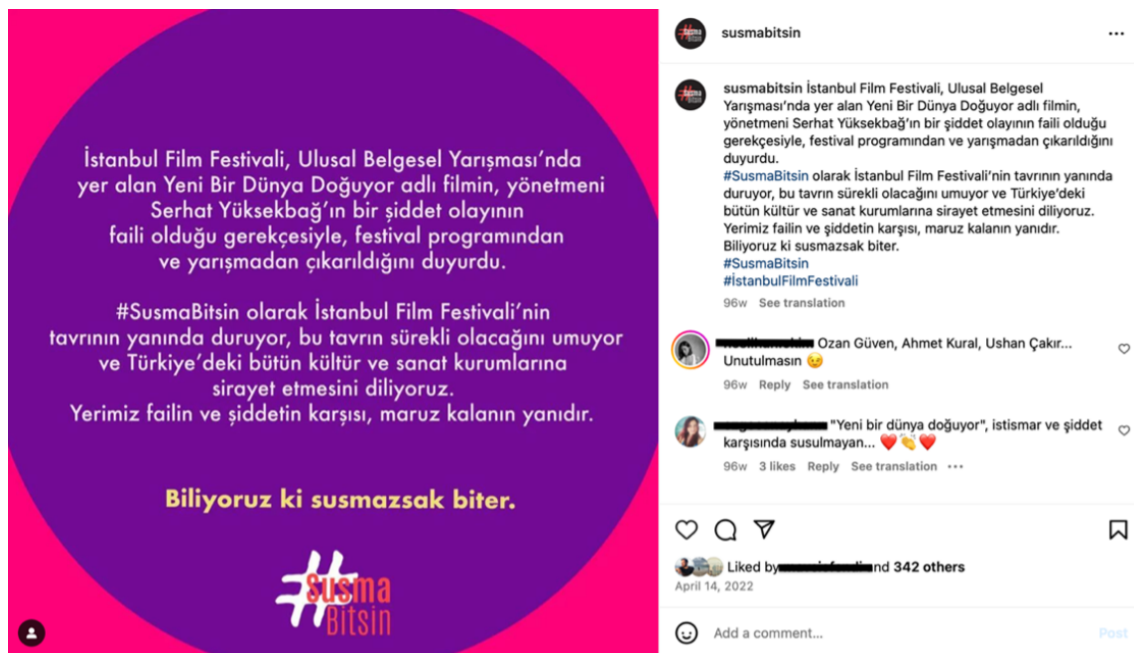 İstanbul Film Festivali, Ulusal Belgesel Yarışması’nda
yer alan Yeni Bir Dünya Doğuyor adlı filmin, yönetmeni
Serhat Yüksekbağ’ın bir şiddet olayının
faili olduğu gerekçesiyle, festival programından
ve yarışmadan çıkarıldığını duyurdu.
#SusmaBitsin olarak İstanbul Film Festivali’nin
tavrının yanında duruyor, bu tavrın sürekli olacağını umuyor
ve Türkiye’deki bütün kültür ve sanat kurumlarına
sirayet etmesini diliyoruz.
Yerimiz failin ve şiddetin karşısı, maruz kalanın yanıdır.
Biliyoruz ki susmazsak biter.
#Susma
Bitsin
susmabitsin
susmabitsin İstanbul Film Festivali, Ulusal Belgesel
Yarışması’nda yer alan Yeni Bir Dünya Doğuyor adlı filmin,
yönetmeni Serhat Yüksekbağ’ın bir şiddet olayının faili olduğu
gerekçesiyle, festival programından ve yarışmadan çıkarıldığını
duyurdu.
#SusmaBitsin olarak İstanbul Film Festivali’nin tavrının yanında
duruyor, bu tavrın sürekli olacağını umuyor ve Türkiye’deki
bütün kültür ve sanat kurumlarına sirayet etmesini diliyoruz.
Yerimiz failin ve şiddetin karşısı, maruz kalanın yanıdır.
Biliyoruz ki susmazsak biter.
#SusmaBitsin
#İstanbulFilmFestivali
96w See translation
Ozan Güven, Ahmet Kural, Ushan Çakır...
Unutulmasın 😉
96w Reply See translation
"Yeni bir dünya doğuyor", istismar ve şiddet
karşısında susulmayan... ❤️👏❤️
96w 3 likes Reply See translation
Liked by nd 342 others
April 14, 2022
Add a comment...
Post